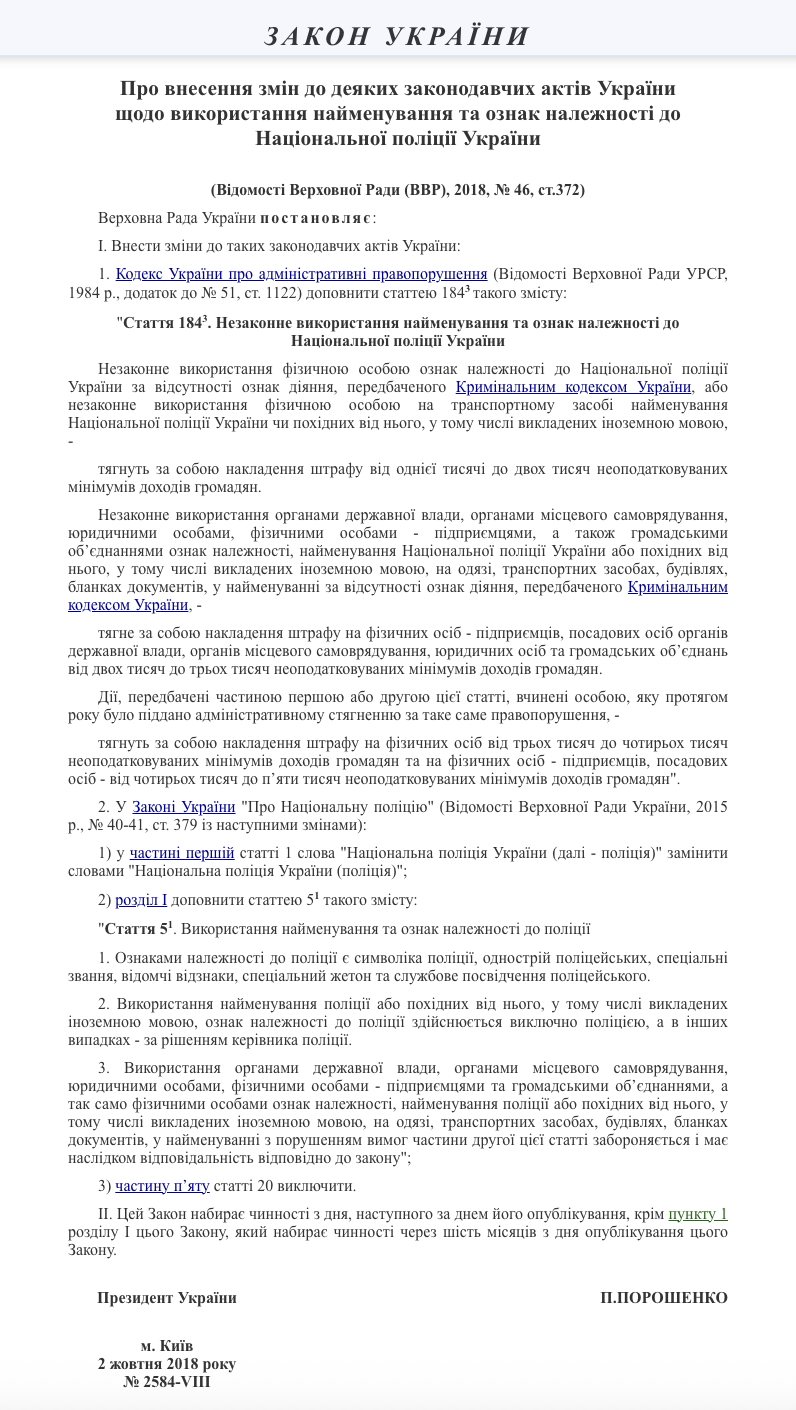 ЗАКОН УКРАЇНИ
Про внесення змін до деяких законодавчих актів України
щодо використання найменування та ознак належності до
Національної поліції України
(Відомості Верховної Ради (ВВР), 2018, № 46, ст.372)
Верховна Рада України постановляє:
I. Внести зміни до таких законодавчих актів України:
1. Кодекс України про адміністративні правопорушення (Відомості Верховної Ради УРСР,
1984 р., додаток до № 51, ст. 1122) доповнити статтею 184³ такого змісту:
"Стаття 184³. Незаконне використання найменування та ознак належності до
Національної поліції України
Незаконне використання фізичною особою ознак належності до Національної поліції
України за відсутності ознак діяння, передбаченого Кримінальним кодексом України, або
незаконне використання фізичною особою на транспортному засобі найменування
Національної поліції України чи похідних від нього, у тому числі викладених іноземною мовою,
-
тягнуть за собою накладення штрафу від однієї тисячі до двох тисяч неоподатковуваних
мінімумів доходів громадян.
Незаконне використання органами державної влади, органами місцевого самоврядування,
юридичними особами, фізичними особами - підприємцями, а також громадськими
об’єднаннями ознак належності, найменування Національної поліції України або похідних від
нього, у тому числі викладених іноземною мовою, на одязі, транспортних засобах, будівлях,
бланках документів, у найменуванні за відсутності ознак діяння, передбаченого Кримінальним
кодексом України, -
тягне за собою накладення штрафу на фізичних осіб - підприємців, посадових осіб органів
державної влади, органів місцевого самоврядування, юридичних осіб та громадських об’єднань
від двох тисяч до трьох тисяч неоподатковуваних мінімумів доходів громадян.
Дії, передбачені частиною першою або другою цієї статті, вчинені особою, яку протягом
року було піддано адміністративному стягненню за таке саме правопорушення, -
тягнуть за собою накладення штрафу на фізичних осіб від трьох тисяч до чотирьох тисяч
неоподатковуваних мінімумів доходів громадян та на фізичних осіб - підприємців, посадових
осіб - від чотирьох тисяч до п’яти тисяч неоподатковуваних мінімумів доходів громадян".
2. У Законі України "Про Національну поліцію" (Відомості Верховної Ради України, 2015
р., № 40-41, ст. 379 із наступними змінами):
1) у частині першій статті 1 слова "Національна поліція України (далі - поліція)" замінити
словами "Національна поліція України (поліція)";
2) розділ I доповнити статтею 5¹ такого змісту:
"Стаття 5¹. Використання найменування та ознак належності до поліції
1. Ознаками належності до поліції є символіка поліції, однострій поліцейських, спеціальні
звання, відомчі відзнаки, спеціальний жетон та службове посвідчення поліцейського.
2. Використання найменування поліції або похідних від нього, у тому числі викладених
іноземною мовою, ознак належності до поліції здійснюється виключно поліцією, а в інших
випадках - за рішенням керівника поліції.
3. Використання органами державної влади, органами місцевого самоврядування,
юридичними особами, фізичними особами - підприємцями та громадськими об’єднаннями, а
так само фізичними особами ознак належності, найменування поліції або похідних від нього, у
тому числі викладених іноземною мовою, на одязі, транспортних засобах, будівлях, бланках
документів, у найменуванні з порушенням вимог частини другої цієї статті забороняється і має
наслідком відповідальність відповідно до закону";
3) частину п’яту статті 20 виключити.
II. Цей Закон набирає чинності з дня, наступного за днем його опублікування, крім пункту 1
розділу I цього Закону, який набирає чинності через шість місяців з дня опублікування цього
Закону.
Президент України П.ПОРОШЕНКО
м. Київ
2 жовтня 2018 року
№ 2584-VIII